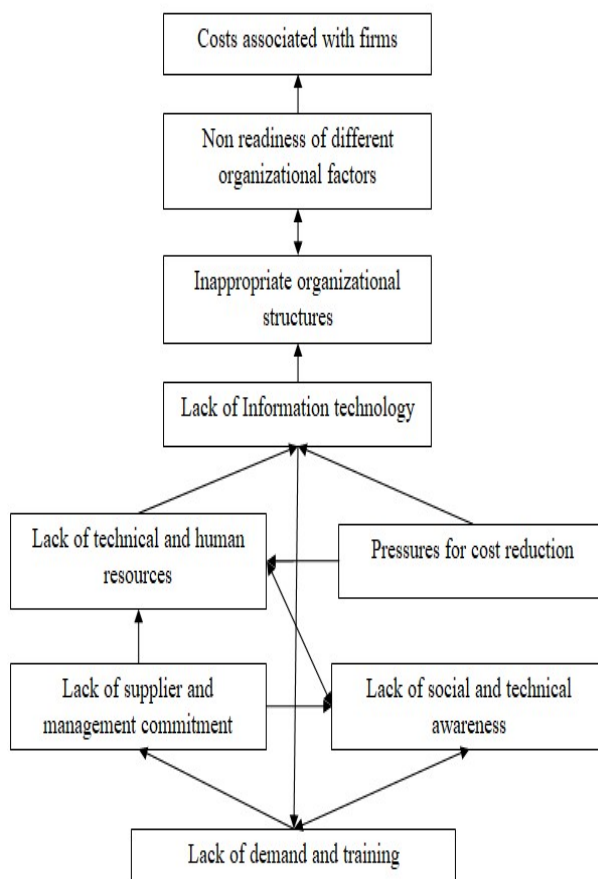 Costs associated with firms
Non readiness of different
organizational factors
Inappropriate organizational
structures
Lack of Information technology
Lack of technical and human
resources
Pressures for cost reduction
Lack of supplier and
management commitment
Lack of social and technical
awareness
Lack of demand and training